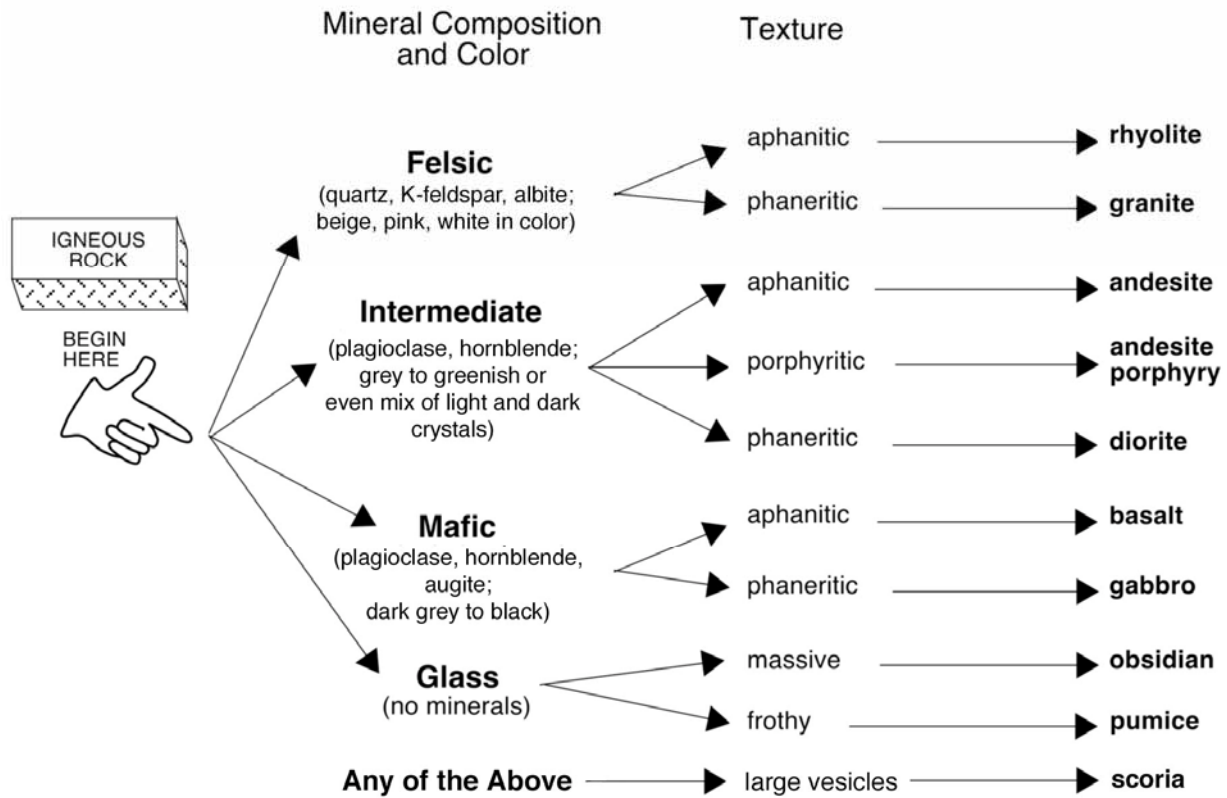 Mineral Composition
and Color
Texture
IGNEOUS
ROCK
BEGIN
HERE
Felsic
(quartz, K-feldspar, albite;
beige, pink, white in color)
aphanitic
rhyolite
phaneritic
granite
Intermediate
(plagioclase, hornblende;
grey to greenish or
even mix of light and dark
crystals)
aphanitic
andesite
porphyritic
andesite
porphyry
phaneritic
diorite
Mafic
(plagioclase, hornblende,
augite;
dark grey to black)
aphanitic
basalt
phaneritic
gabbro
Glass
(no minerals)
massive
obsidian
frothy
pumice
Any of the Above
large vesicles
scoria